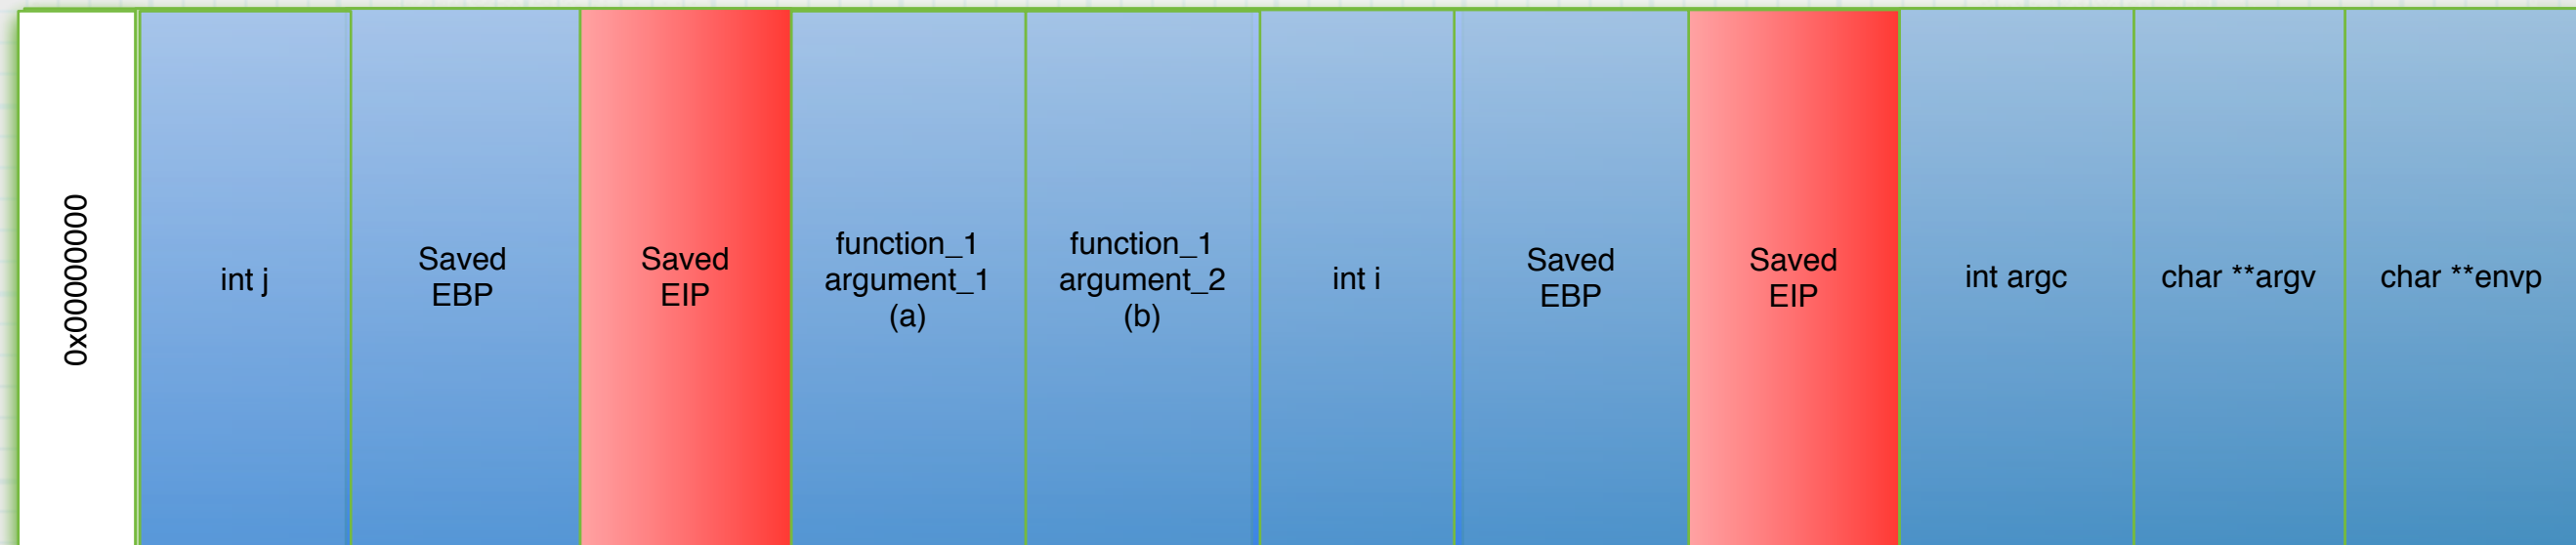 0x00000000
int j
Saved
EBP
Saved
EIP
function_1
argument_1
(a)
function_1
argument_2
(b)
int i
Saved
EBP
Saved
EIP
int argc
char **argv
char **envp